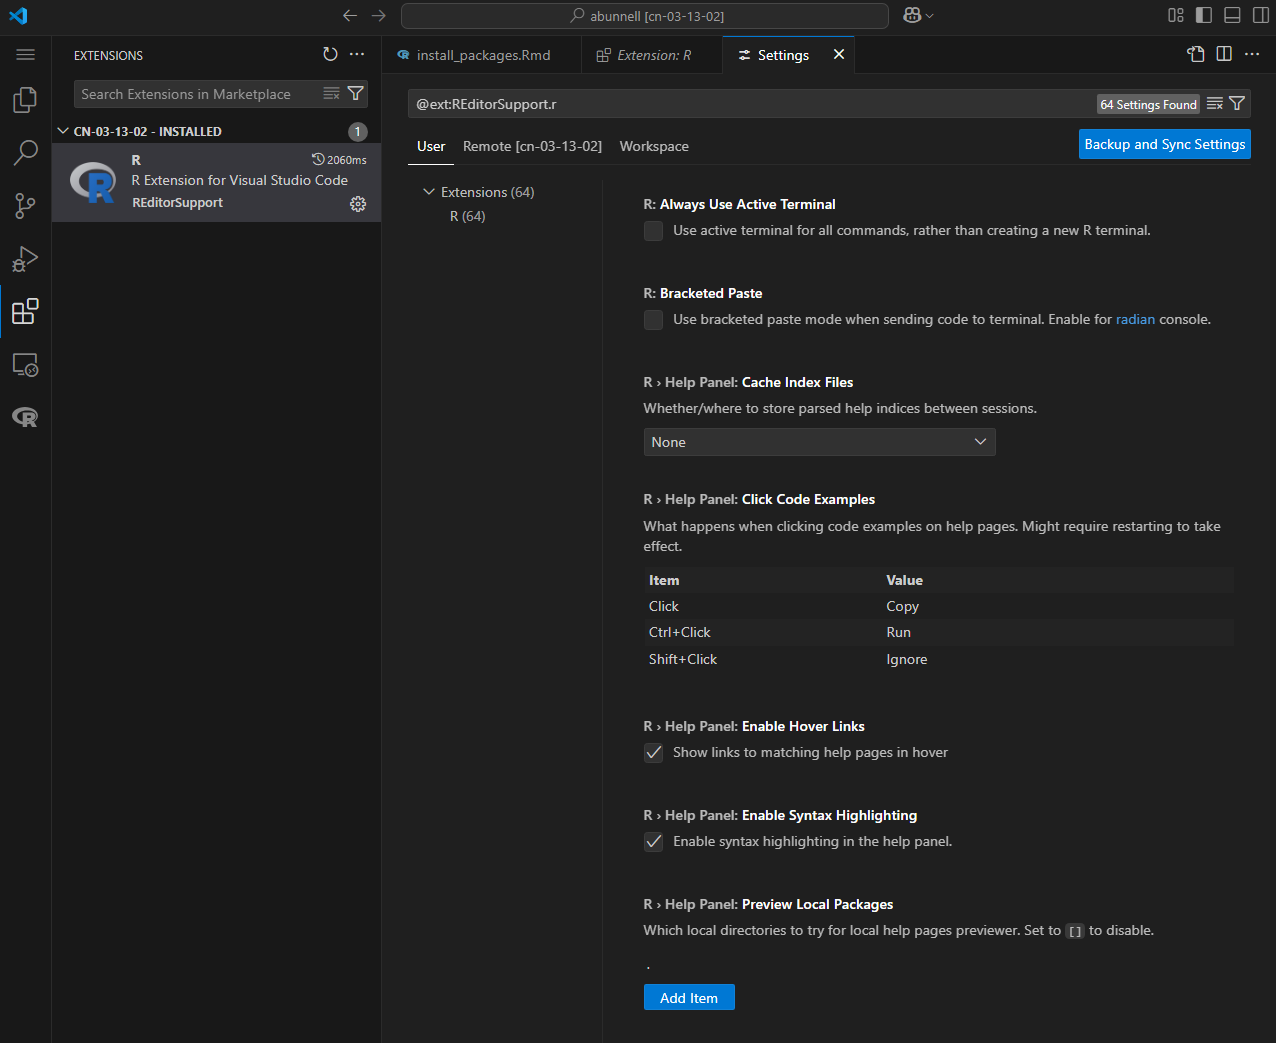 abunnell [cn-03-13-02]
EXTENSIONS
Search Extensions in Marketplace
CN-03-13-02 - INSTALLED
1
R
2060ms
R Extension for Visual Studio Code
REditorSupport
install_packages.Rmd
Extension: R
Settings
@ext:REditorSupport.r
64 Settings Found
User
Remote [cn-03-13-02]
Workspace
Backup and Sync Settings
Extensions (64)
R (64)
R: Always Use Active Terminal
Use active terminal for all commands, rather than creating a new R terminal.
R: Bracketed Paste
Use bracketed paste mode when sending code to terminal. Enable for radian console.
R › Help Panel: Cache Index Files
Whether/where to store parsed help indices between sessions.
None
R › Help Panel: Click Code Examples
What happens when clicking code examples on help pages. Might require restarting to take
effect.
Item Value
Click Copy
Ctrl+Click Run
Shift+Click Ignore
R › Help Panel: Enable Hover Links
Show links to matching help pages in hover
R › Help Panel: Enable Syntax Highlighting
Enable syntax highlighting in the help panel.
R › Help Panel: Preview Local Packages
Which local directories to try for local help pages previewer. Set to [] to disable.
.
Add Item